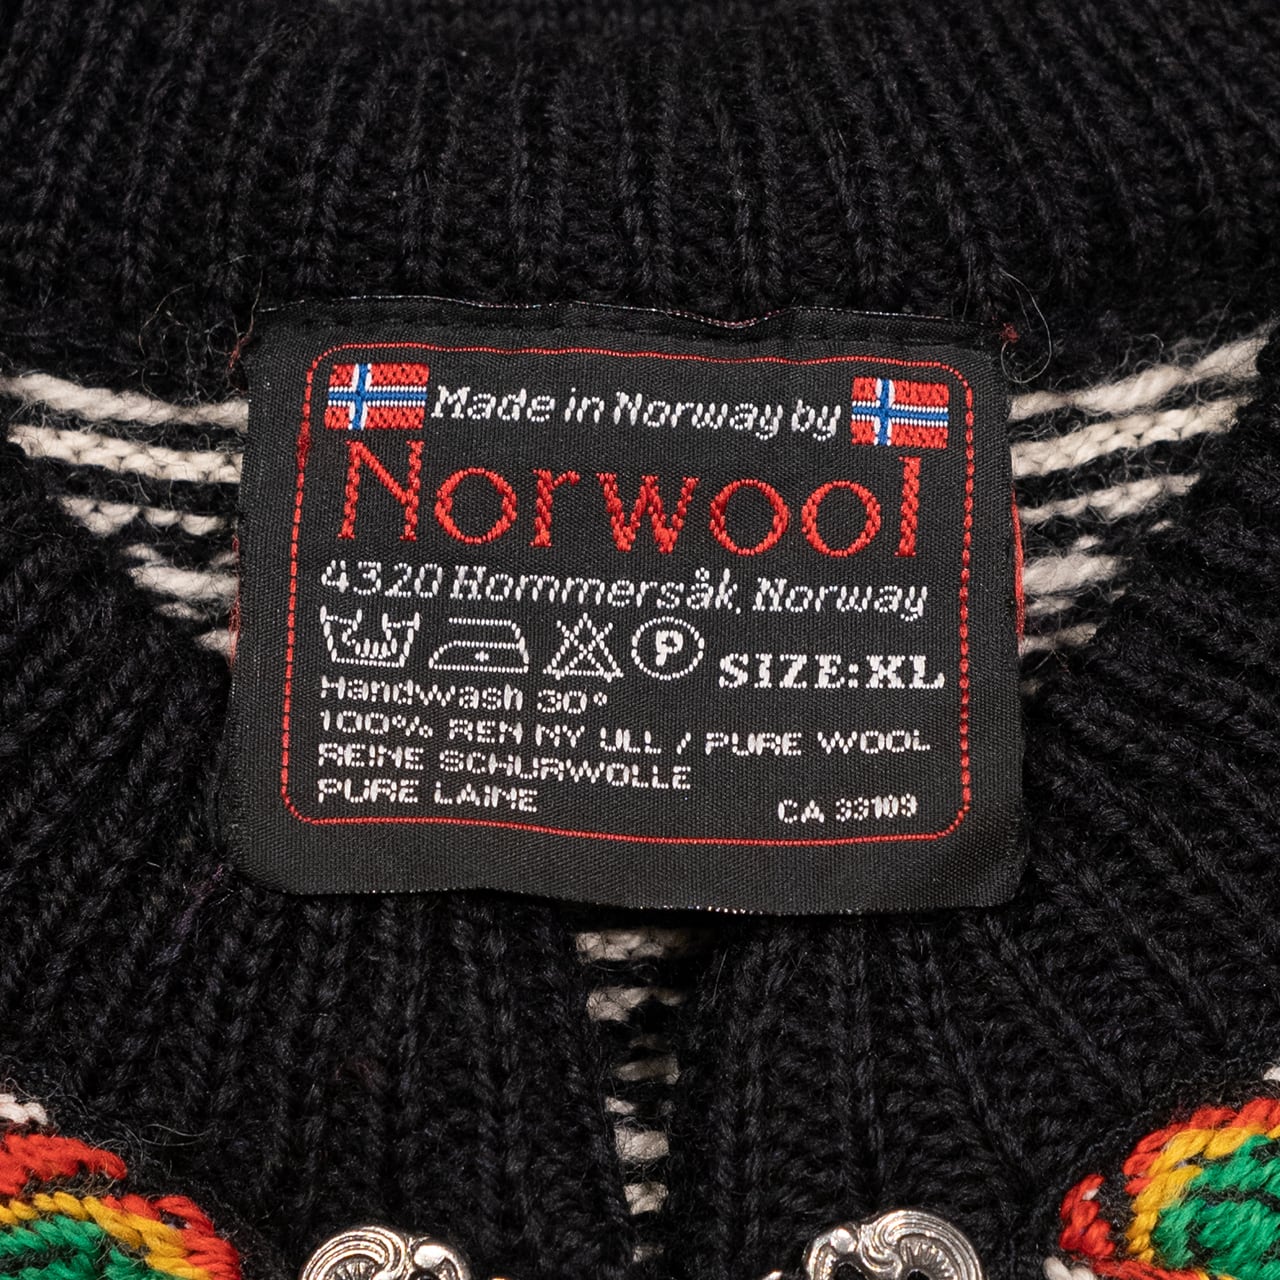 Made in Norway by
Norwool
4320 Hommersåk, Norway
P
SIZE:XL
Handwash 30°
100% REN NY ULL / PURE WOOL
REINE SCHURWOLLE
PURE LAINE
CA 33109